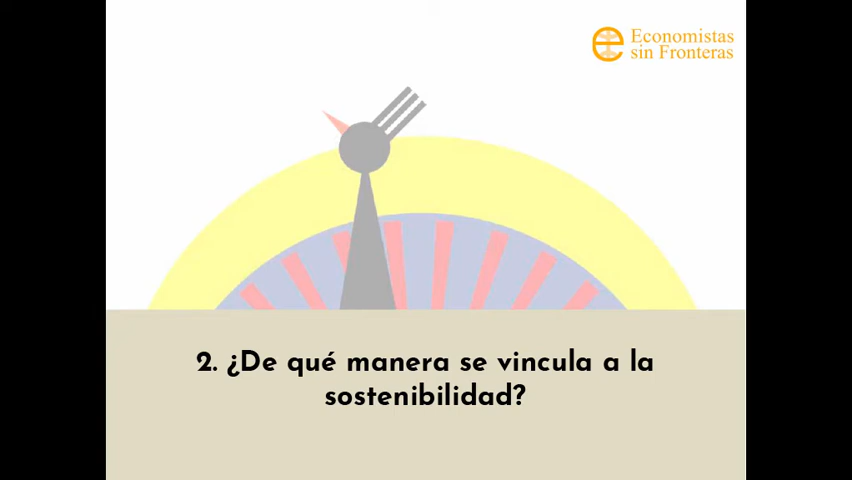 Economistas
sin Fronteras
2. ¿De qué manera se vincula a la
sostenibilidad?